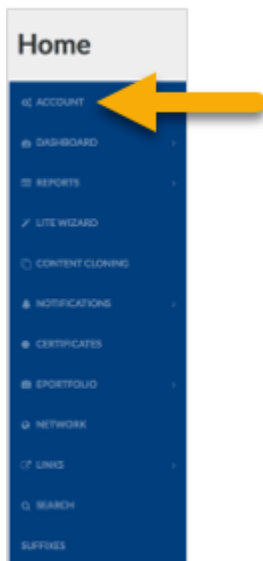 Home
ACCOUNT
DASHBOARD
REPORTS
LITE WIZARD
CONTENT CLONING
NOTIFICATIONS
CERTIFICATES
EPORTFOLIO
NETWORK
LINKS
SEARCH
SUFFIXES